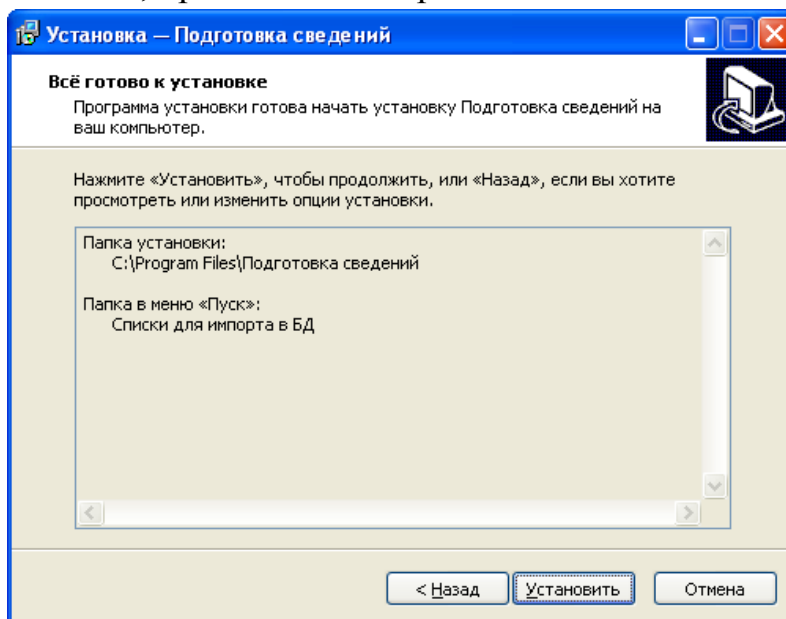 Установка — Подготовка сведений
Всё готово к установке
Программа установки готова начать установку Подготовка сведений на
ваш компьютер.
Нажмите «Установить», чтобы продолжить, или «Назад», если вы хотите
просмотреть или изменить опции установки.
Папка установки:
C:\Program Files\Подготовка сведений
Папка в меню «Пуск»:
Списки для импорта в БД
< Назад
Установить
Отмена